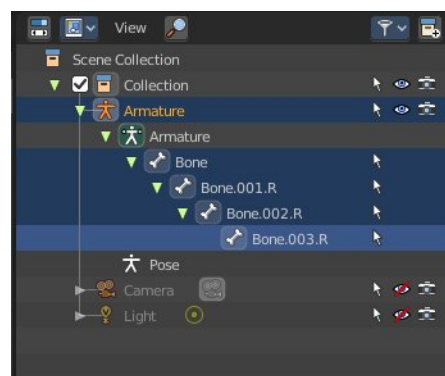 View
Scene Collection
Collection
Armature
Armature
Bone
Bone.001.R
Bone.002.R
Bone.003.R
Pose
Camera
Light